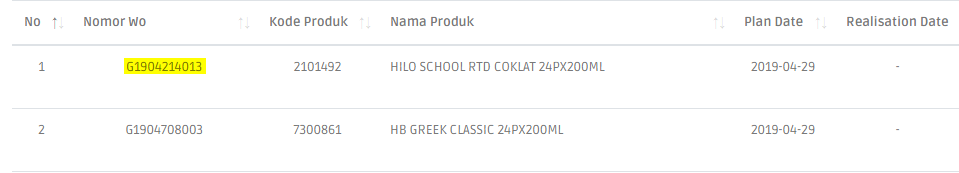 No Nomor Wo Kode Produk Nama Produk Plan Date Realisation Date
1 G1904214013 2101492 HILO SCHOOL RTD COKLAT 24PX200ML 2019-04-29 -
2 G1904708003 7300861 HB GREEK CLASSIC 24PX200ML 2019-04-29 -